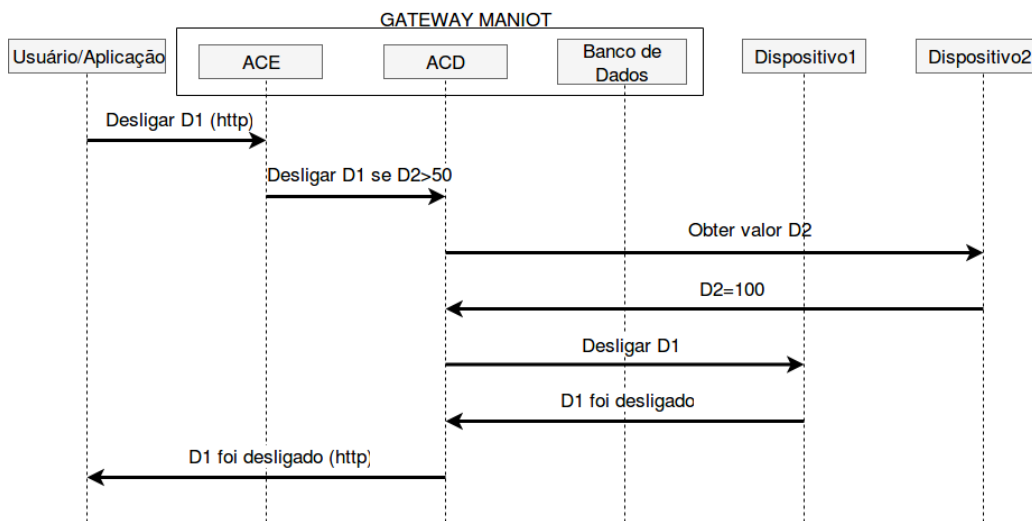 GATEWAY MANIOT
Usuário/Aplicação
ACE
ACD
Banco de
Dados
Dispositivo1
Dispositivo2
Desligar D1 (http)
Desligar D1 se D2>50
Obter valor D2
D2=100
Desligar D1
D1 foi desligado
D1 foi desligado (http)